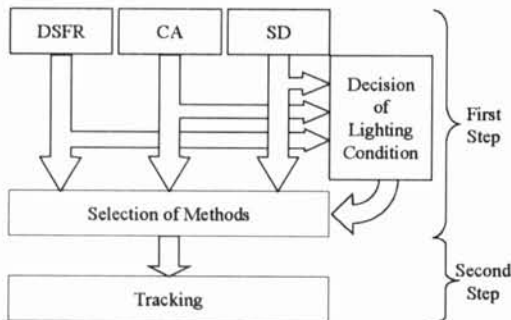 DSFR
CA
SD
Decision
of
Lighting
Condition
First
Step
Selection of Methods
Second
Step
Tracking